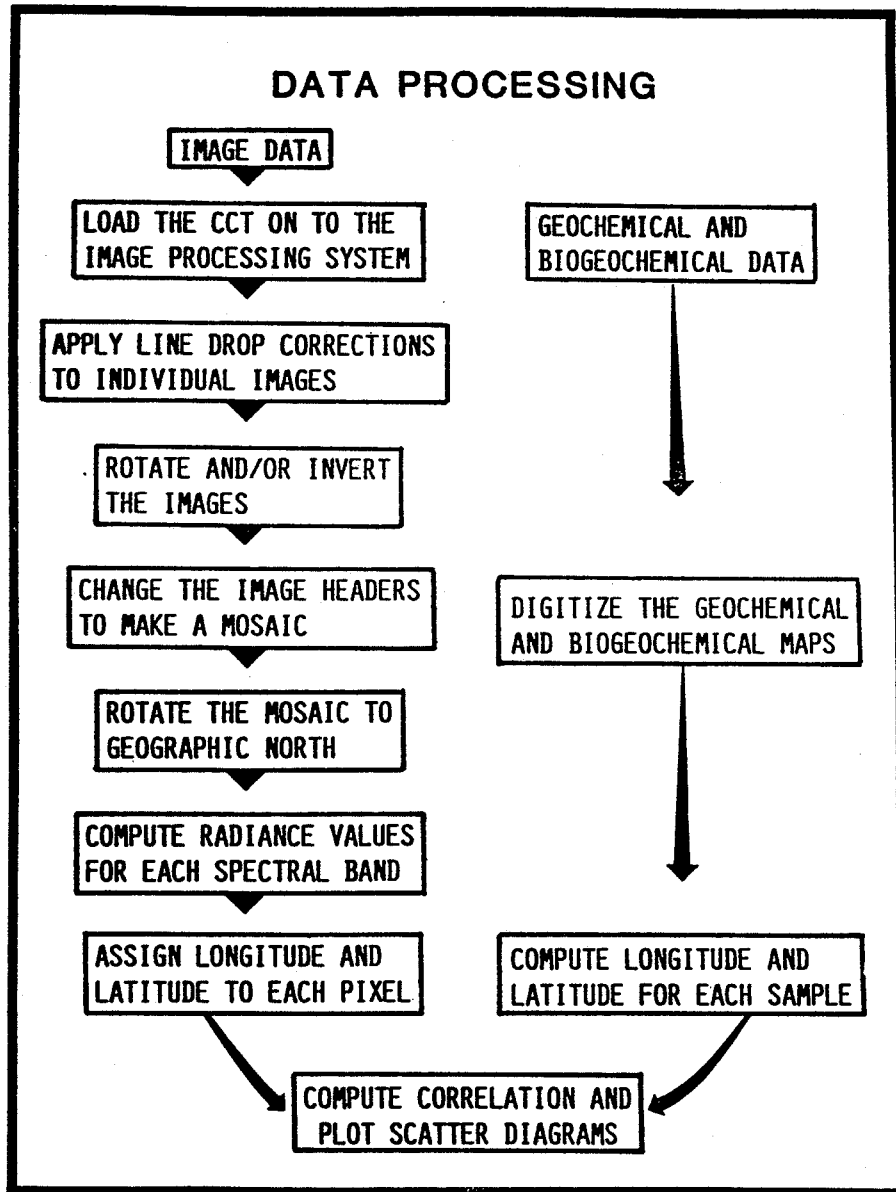 DATA PROCESSING
IMAGE DATA
LOAD THE CCT ON TO THE
IMAGE PROCESSING SYSTEM
APPLY LINE DROP CORRECTIONS
TO INDIVIDUAL IMAGES
ROTATE AND/OR INVERT
THE IMAGES
CHANGE THE IMAGE HEADERS
TO MAKE A MOSAIC
ROTATE THE MOSAIC TO
GEOGRAPHIC NORTH
COMPUTE RADIANCE VALUES
FOR EACH SPECTRAL BAND
ASSIGN LONGITUDE AND
LATITUDE TO EACH PIXEL
GEOCHEMICAL AND
BIOGEOCHEMICAL DATA
DIGITIZE THE GEOCHEMICAL
AND BIOGEOCHEMICAL MAPS
COMPUTE LONGITUDE AND
LATITUDE FOR EACH SAMPLE
COMPUTE CORRELATION AND
PLOT SCATTER DIAGRAMS